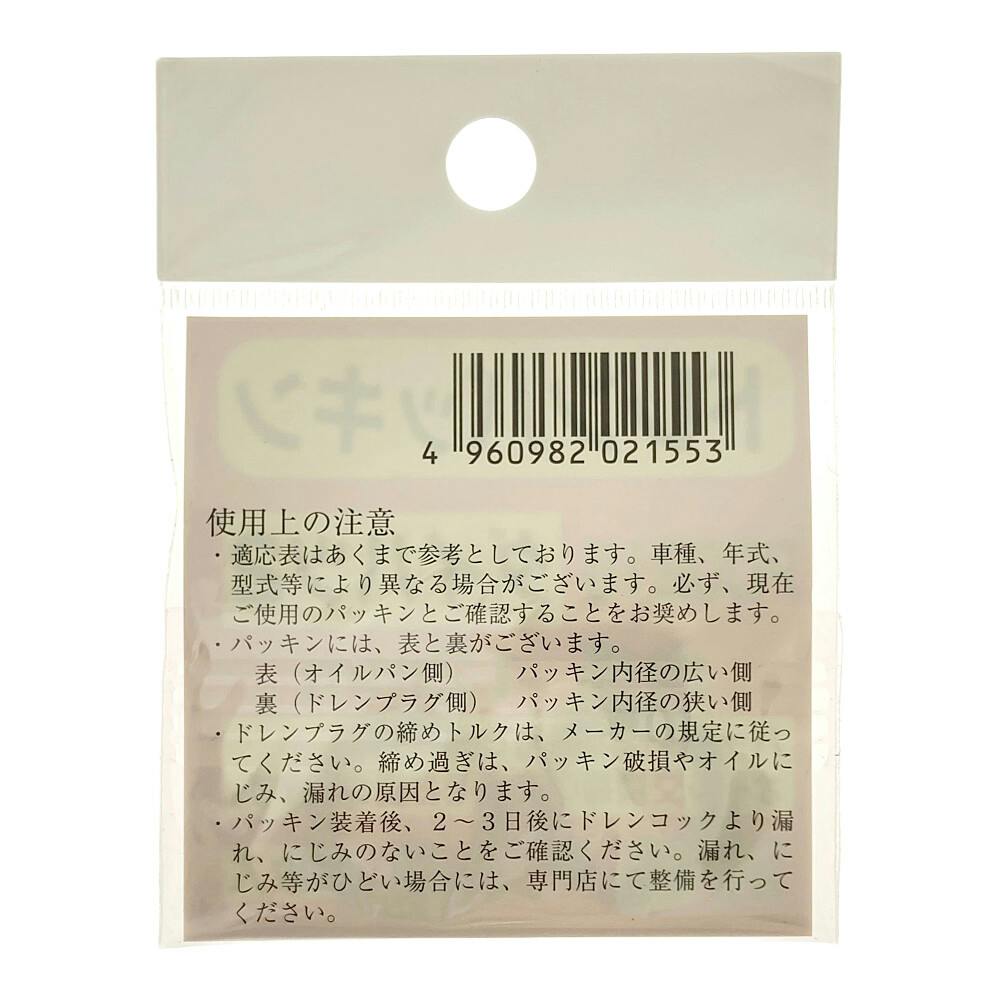 4 960982 021553
使用上の注意
・適応表はあくまで参考としております。車種、年式、
型式等により異なる場合がございます。必ず、現在
ご使用のパッキンとご確認することをお奨めします。
・パッキンには、表と裏がございます。
表（オイルパン側） パッキン内径の広い側
裏（ドレンプラグ側） パッキン内径の狭い側
・ドレンプラグの締めトルクは、メーカーの規定に従っ
てください。締め過ぎは、パッキン破損やオイルに
じみ、漏れの原因となります。
・パッキン装着後、２～３日後にドレンコックより漏
れ、にじみのないことをご確認ください。漏れ、に
じみ等がひどい場合には、専門店にて整備を行って
ください。